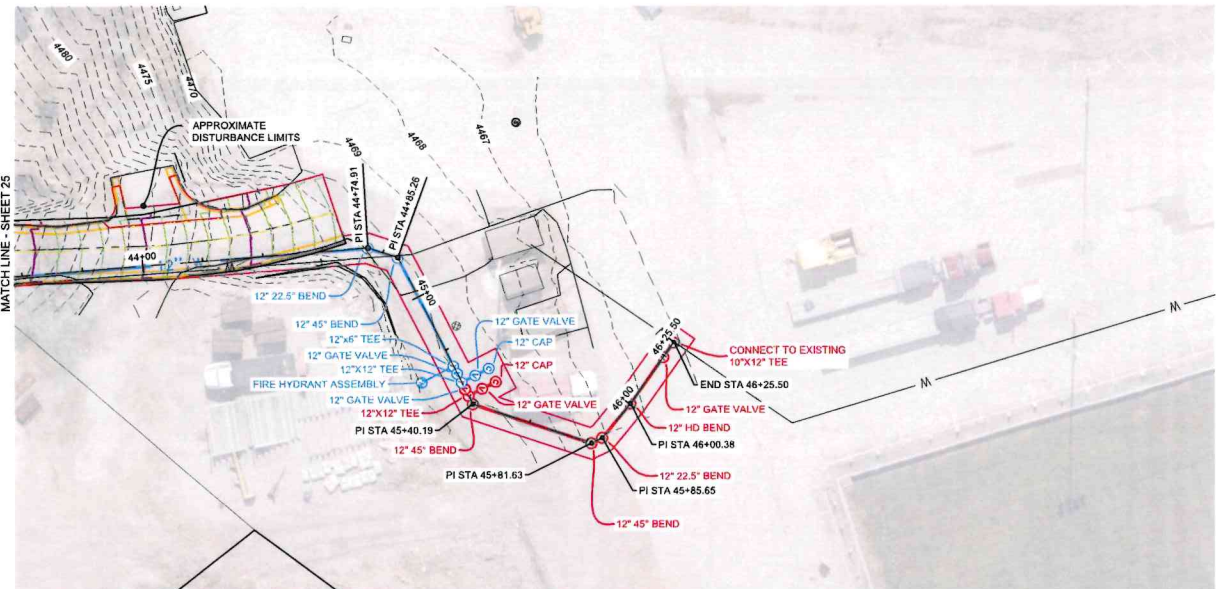 MATCH LINE - SHEET 25
4480
4475
4470
APPROXIMATE
DISTURBANCE LIMITS
4469
4468
4467
PI STA 44+74.91
PI STA 44+85.26
44+00
12" W
45+00
12" 22.5° BEND
12" 45° BEND
12"x6" TEE
12" GATE VALVE
12"X12" TEE
FIRE HYDRANT ASSEMBLY
12" GATE VALVE
12"X12" TEE
PI STA 45+40.19
12" 45° BEND
12" GATE VALVE
12" CAP
12" CAP
12" GATE VALVE
46+25.50
46+00
CONNECT TO EXISTING
10"X12" TEE
END STA 46+25.50
12" GATE VALVE
12" HD BEND
PI STA 46+00.38
12" 22.5° BEND
PI STA 45+85.65
PI STA 45+81.63
12" 45° BEND
W
W